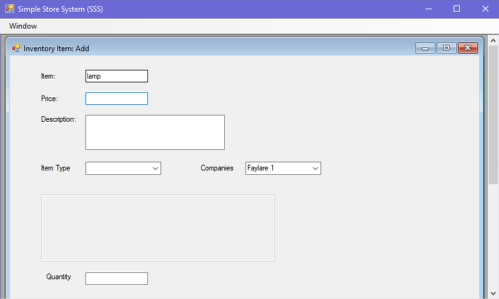 Simple Store System (SSS)
Window
Inventory Item: Add
Item: lamp
Price:
Description:
Item Type Companies Faylare 1
Quantity